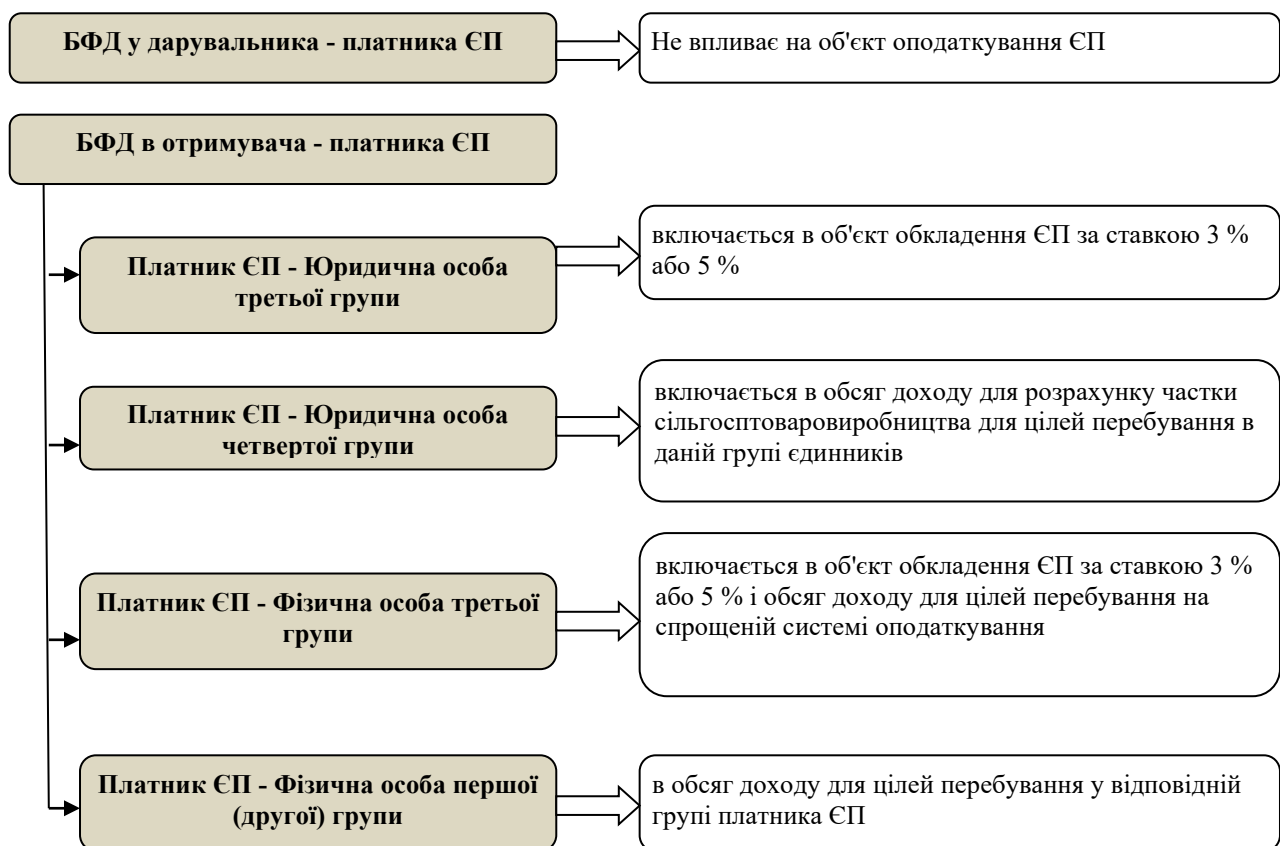 БФД у дарувальника - платника ЄП
Не впливає на об'єкт оподаткування ЄП
БФД в отримувача - платника ЄП
Платник ЄП - Юридична особа
третьої групи
включається в об'єкт обкладення ЄП за ставкою 3 %
або 5 %
Платник ЄП - Юридична особа
четвертої групи
включається в обсяг доходу для розрахунку частки
сільгосптоваровиробництва для цілей перебування в
даній групі єдинників
Платник ЄП - Фізична особа третьої
групи
включається в об'єкт обкладення ЄП за ставкою 3 %
або 5 % і обсяг доходу для цілей перебування на
спрощеній системі оподаткування
Платник ЄП - Фізична особа першої
(другої) групи
в обсяг доходу для цілей перебування у відповідній
групі платника ЄП